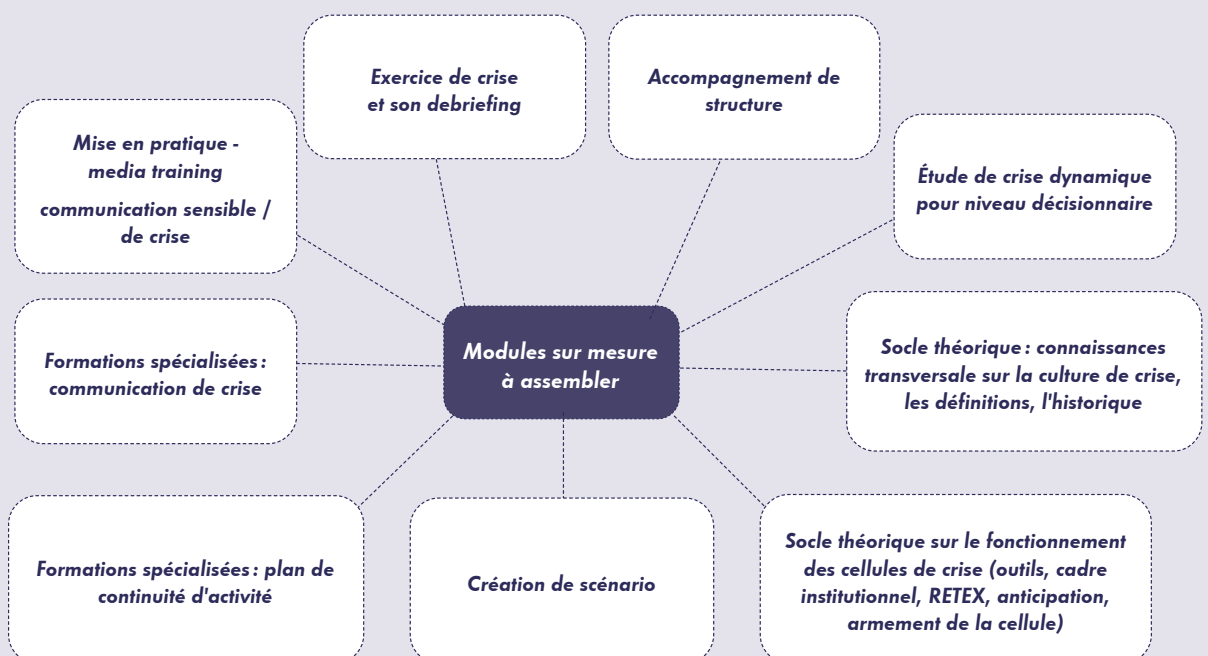 Exercice de crise
et son debriefing
Accompagnement de
structure
Mise en pratique -
media training
communication sensible /
de crise
Étude de crise dynamique
pour niveau décisionnaire
Modules sur mesure
à assembler
Formations spécialisées : 
communication de crise
Socle théorique : connaissances
transversale sur la culture de crise,
les définitions, l'historique
Formations spécialisées : plan de
continuité d'activité
Création de scénario
Socle théorique sur le fonctionnement
des cellules de crise (outils, cadre
institutionnel, RETEX, anticipation,
armement de la cellule)